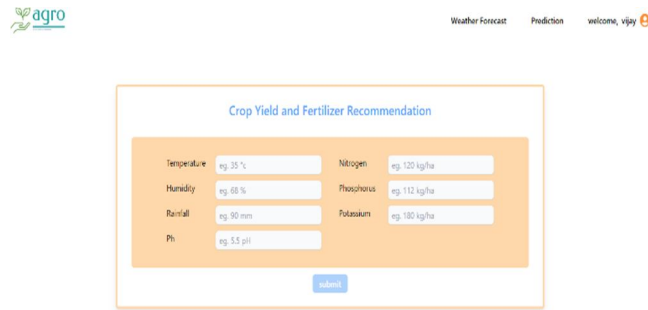 agro
Weather Forecast Prediction welcome, vijay
Crop Yield and Fertilizer Recommendation
Temperature eg. 35 °c Nitrogen eg. 120 kg/ha
Humidity eg. 68 % Phosphorus eg. 112 kg/ha
Rainfall eg. 90 mm Potassium eg. 180 kg/ha
Ph eg. 5.5 pH
submit